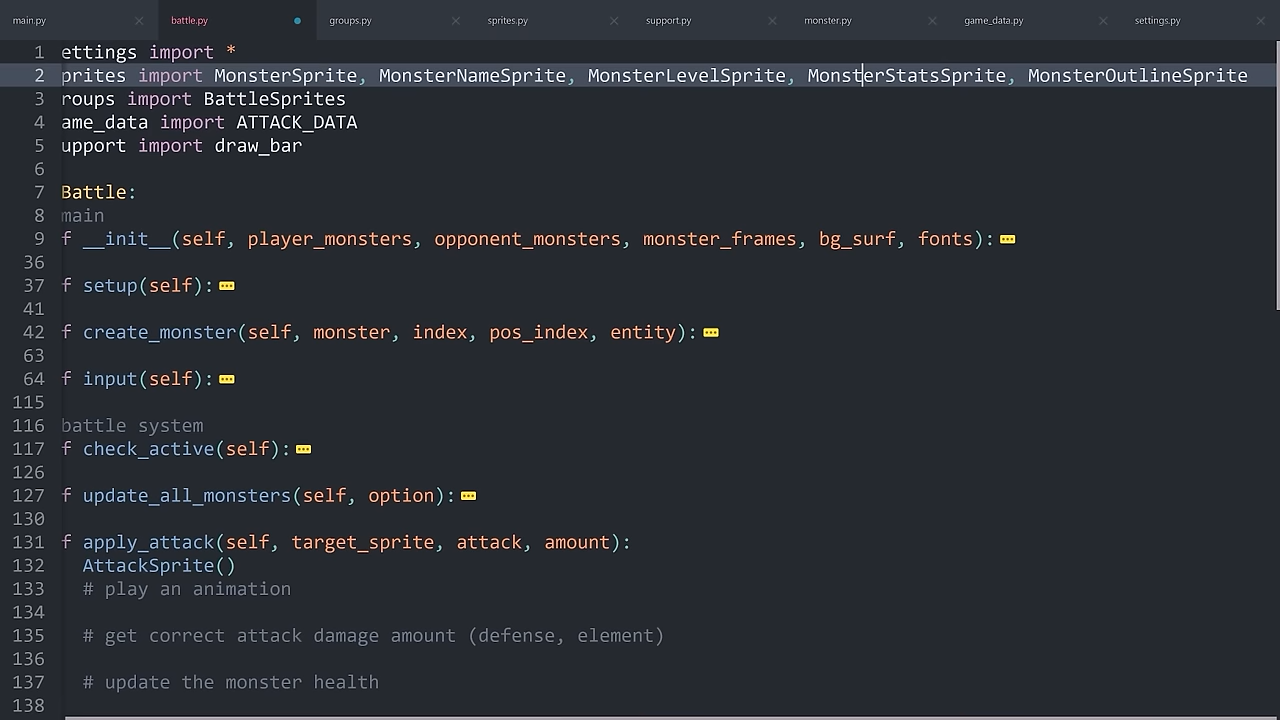 main.py battle.py groups.py sprites.py support.py monster.py game_data.py settings.py
1 ettings import *
2 prites import MonsterSprite, MonsterNameSprite, MonsterLevelSprite, MonsterStatsSprite, MonsterOutlineSprite
3 roups import BattleSprites
4 ame_data import ATTACK_DATA
5 upport import draw_bar
6
7 Battle:
8 main
9 f __init__(self, player_monsters, opponent_monsters, monster_frames, bg_surf, fonts):
36
37 f setup(self):
41
42 f create_monster(self, monster, index, pos_index, entity):
63
64 f input(self):
115
116 battle system
117 f check_active(self):
126
127 f update_all_monsters(self, option):
130
131 f apply_attack(self, target_sprite, attack, amount):
132 AttackSprite()
133 # play an animation
134
135 # get correct attack damage amount (defense, element)
136
137 # update the monster health
138